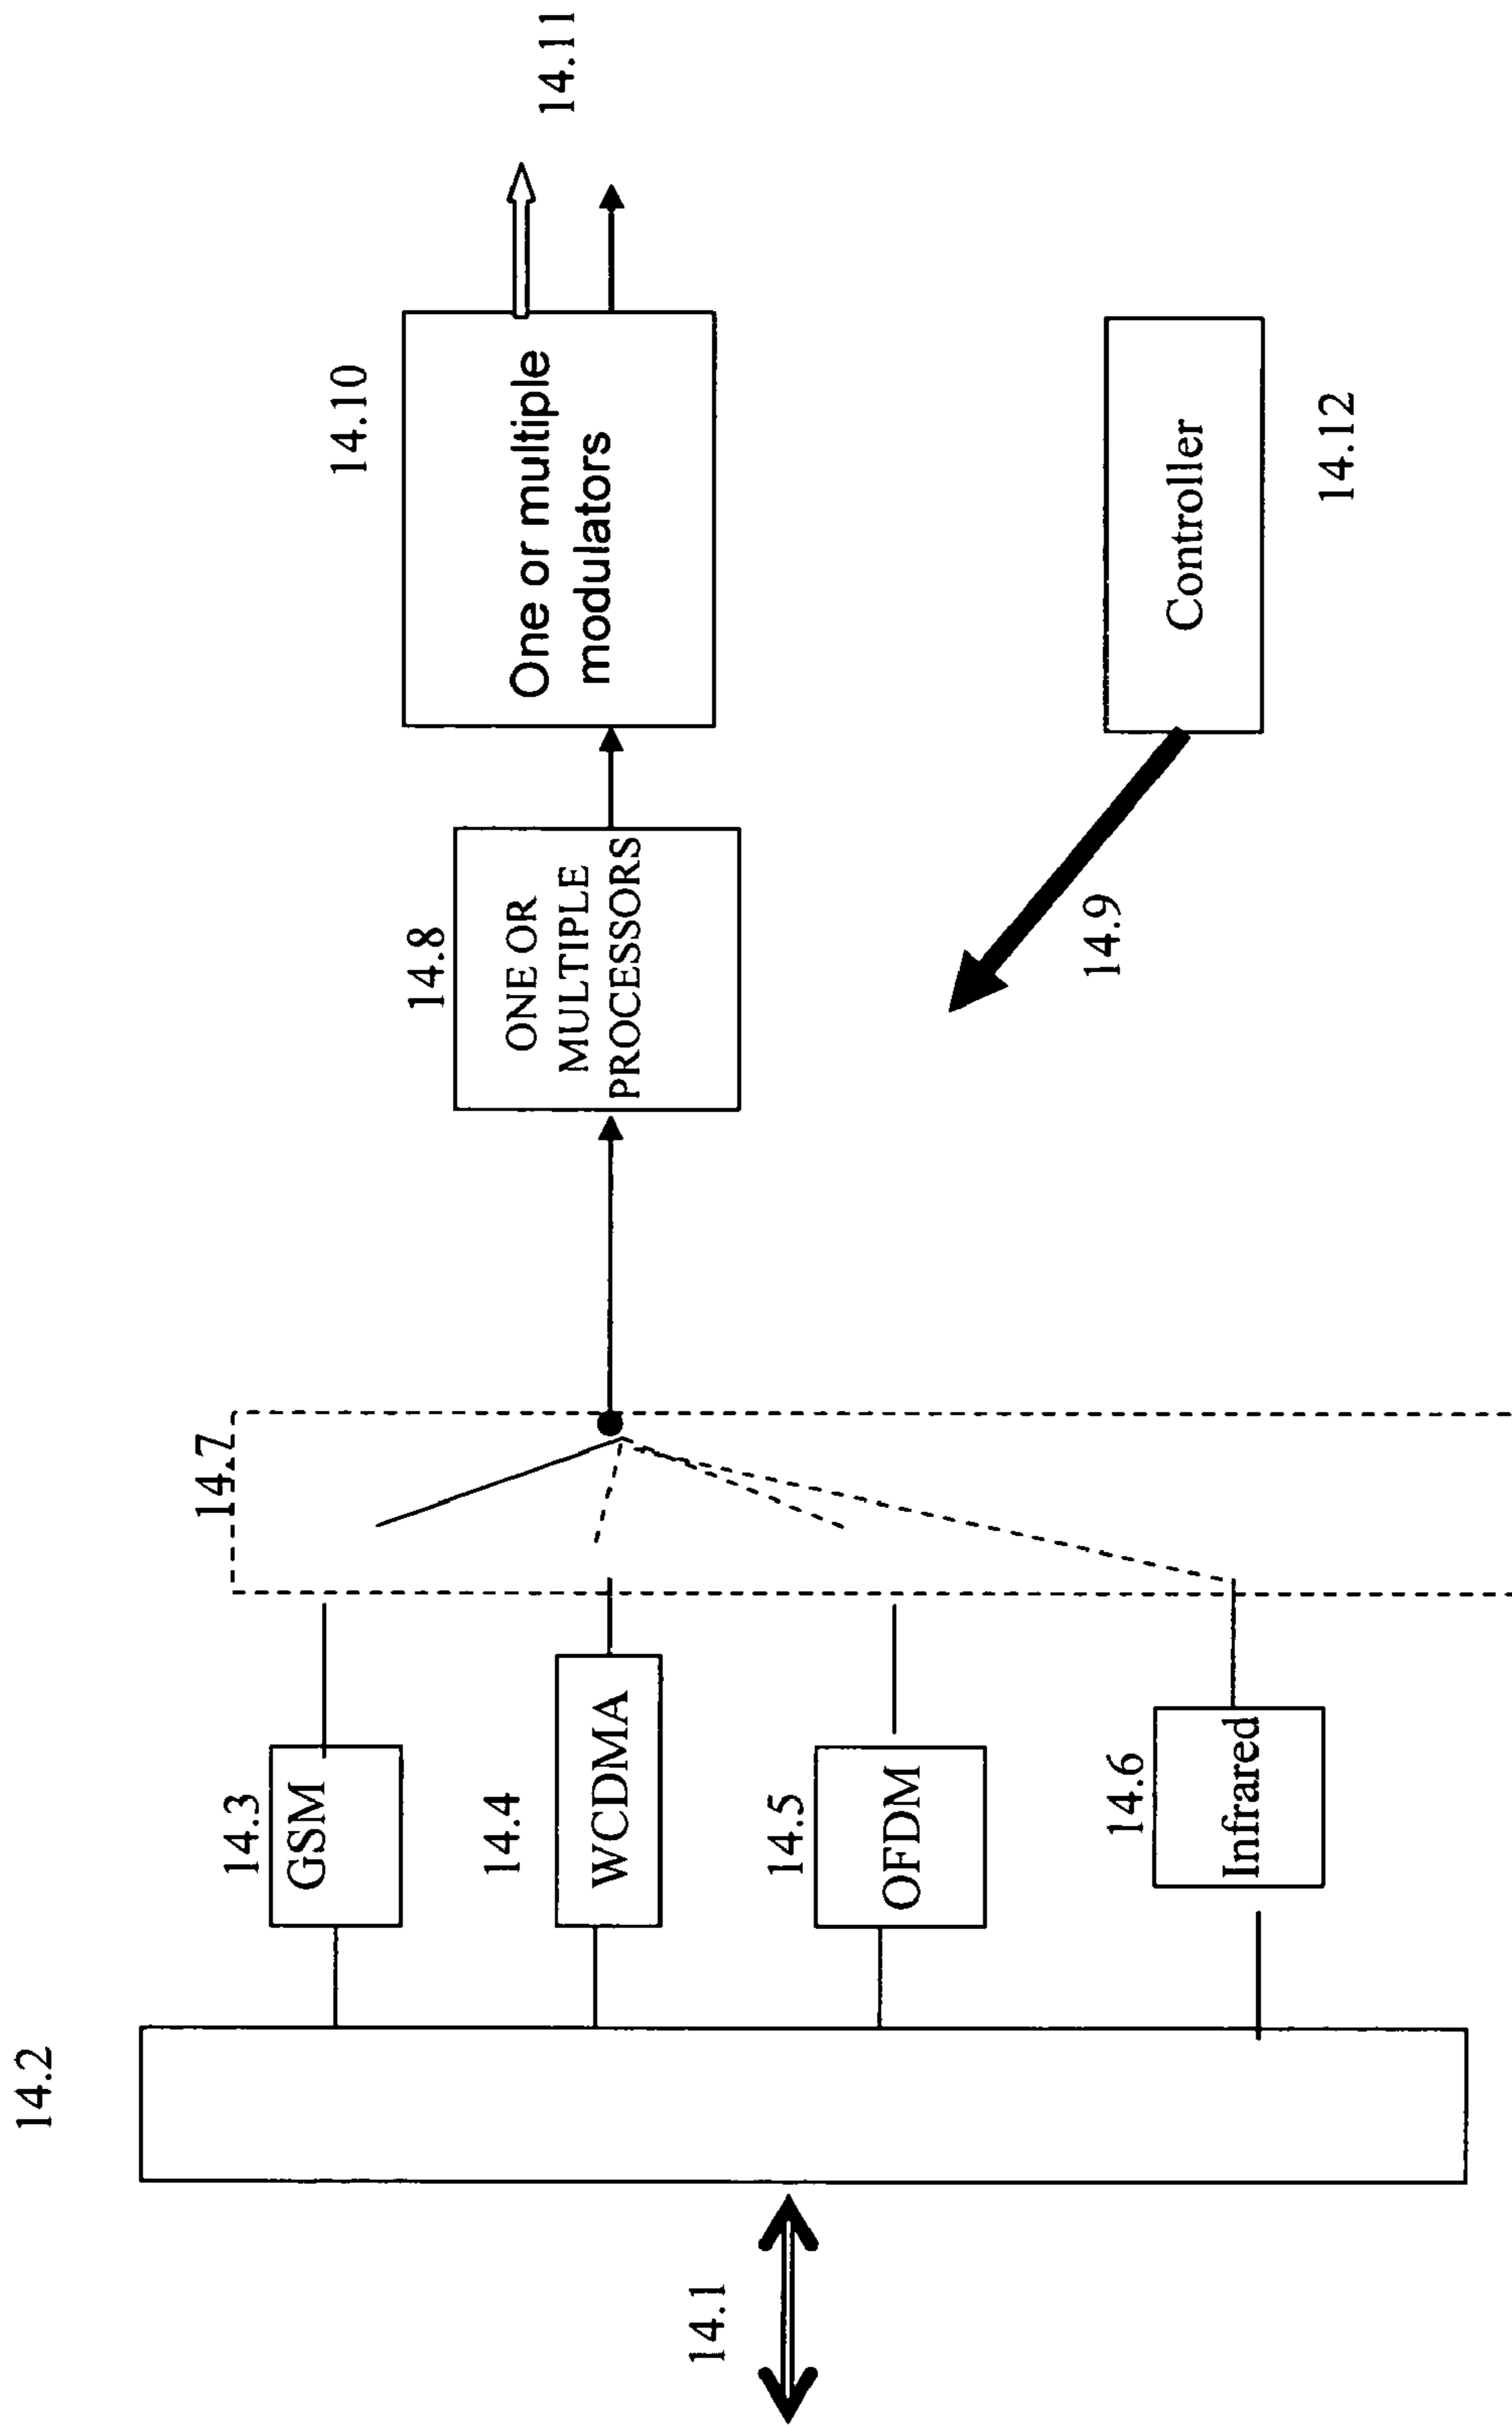 14.1
14.2
14.3
GSM
14.4
WCDMA
14.5
OFDM
14.6
Infrared
14.7
14.8
ONE OR
MULTIPLE
PROCESSORS
14.9
14.10
One or multiple
modulators
14.11
Controller
14.12